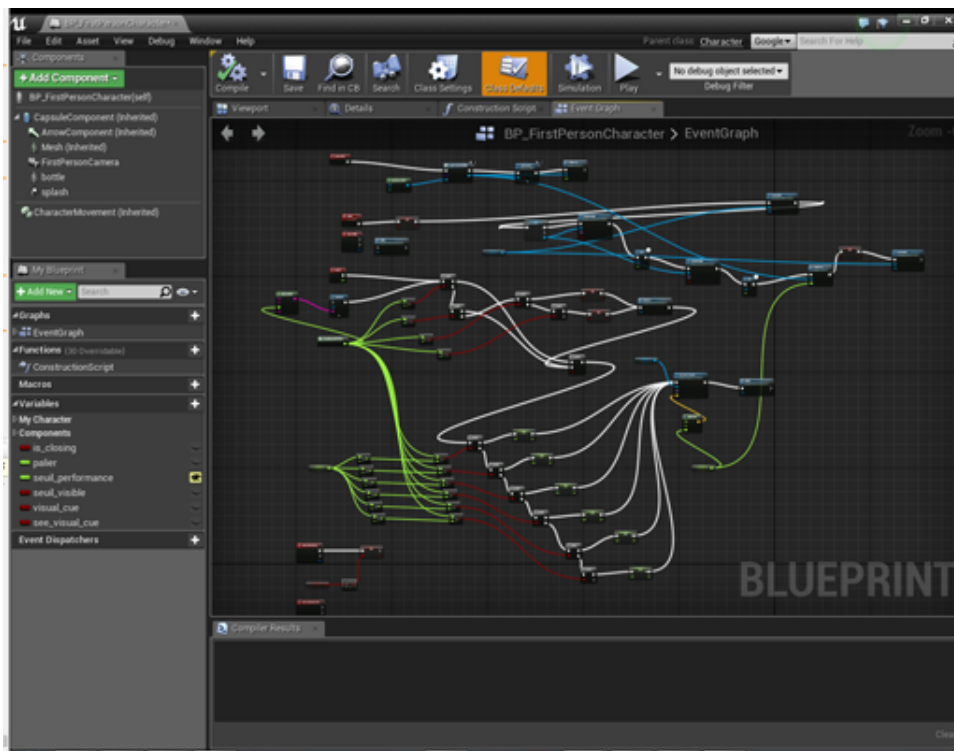 BP_FirstPersonCharacter
File Edit Asset View Debug Window Help
Parent class: Character Google Search For Help
Components
+Add Component
BP_FirstPersonCharacter(self)
CapsuleComponent (Inherited)
ArrowComponent (Inherited)
Mesh (Inherited)
FirstPersonCamera
bottle
splash
CharacterMovement (Inherited)
Compile Save Find in CB Search Class Settings Class Defaults Simulation Play
No debug object selected
Debug Filter
Viewport Details Construction Script Event Graph
BP_FirstPersonCharacter > EventGraph
Zoom
My Blueprint
+Add New Search
Graphs
EventGraph
Functions (30 Overridable)
ConstructionScript
Macros
Variables
My Character
Components
is_closing
palier
seuil_performance
seuil_visible
visual_cue
see_visual_cue
Event Dispatchers
BLUEPRINT
Compiler Results
Clea